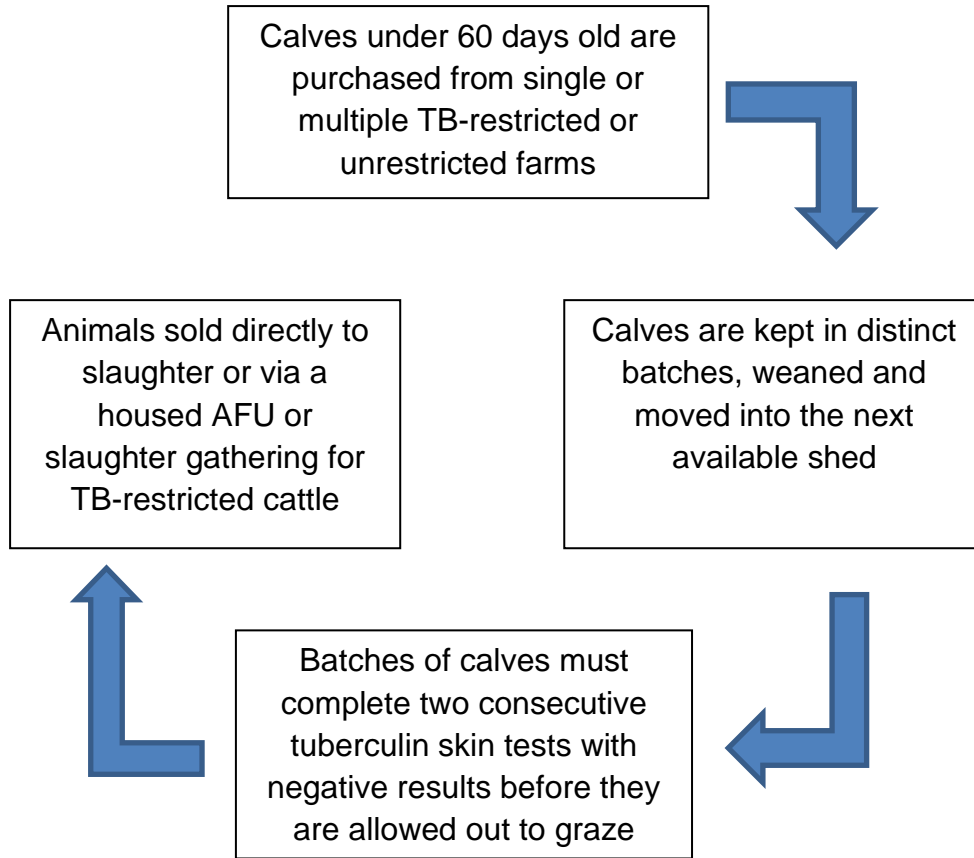 Calves under 60 days old are
purchased from single or
multiple TB-restricted or
unrestricted farms
Calves are kept in distinct
batches, weaned and
moved into the next
available shed
Batches of calves must
complete two consecutive
tuberculin skin tests with
negative results before they
are allowed out to graze
Animals sold directly to
slaughter or via a
housed AFU or
slaughter gathering for
TB-restricted cattle